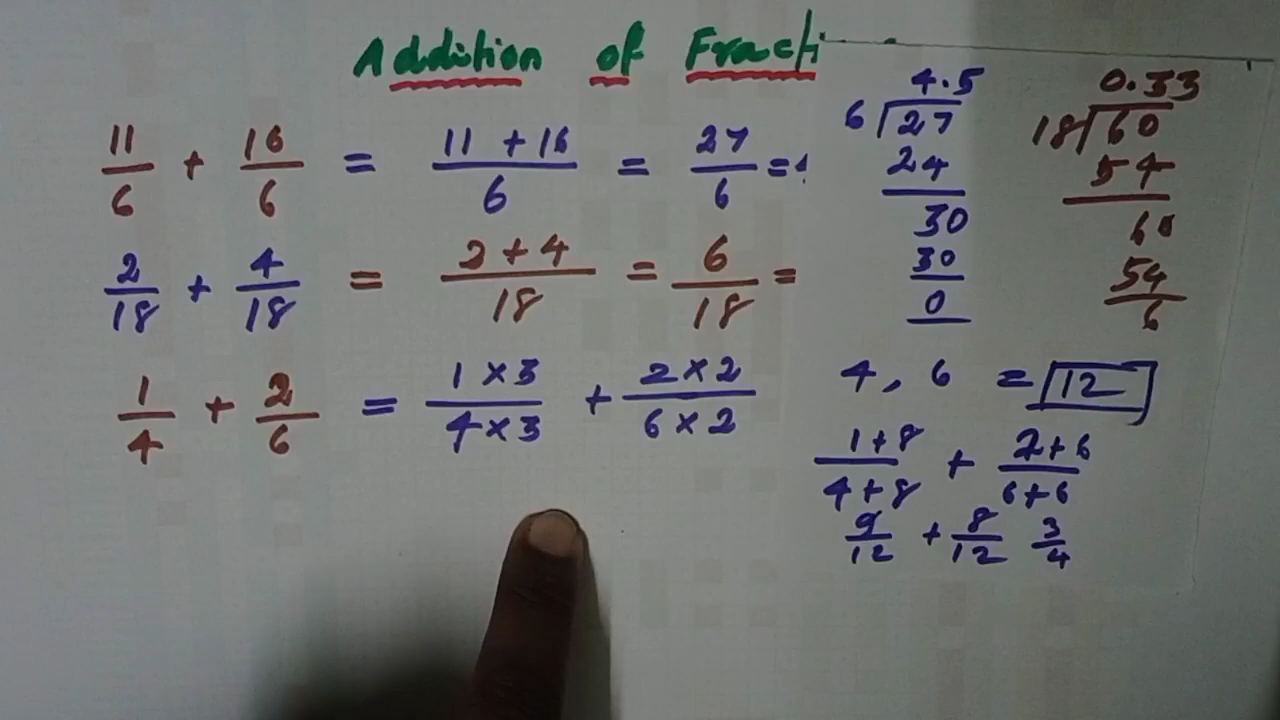 Addition of Fracti
11/6 + 16/6 = 11 + 16/6 = 27/6 =
2/18 + 4/18 = 2 + 4/18 = 6/18 =
1/4 + 2/6 = 1 × 3/4 × 3 + 2 × 2/6 × 2
4.5
6 27
24
30
30
0
0.33
18 60
54
60
54
6
4, 6 = 12
1+8/4+8 + 2+6/6+6
9/12 + 8/12 3/4